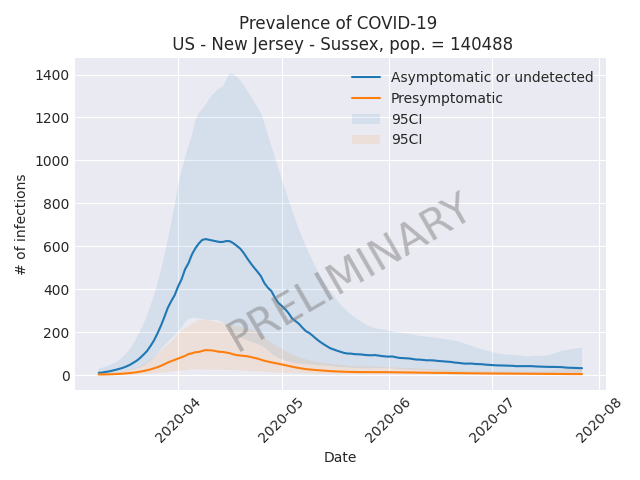 Prevalence of COVID-19
US - New Jersey - Sussex, pop. = 140488
1400
1200
1000
800
600
400
200
0
# of infections
Asymptomatic or undetected
Presymptomatic
95CI
95CI
PRELIMINARY
2020-04
2020-05
2020-06
2020-07
2020-08
Date